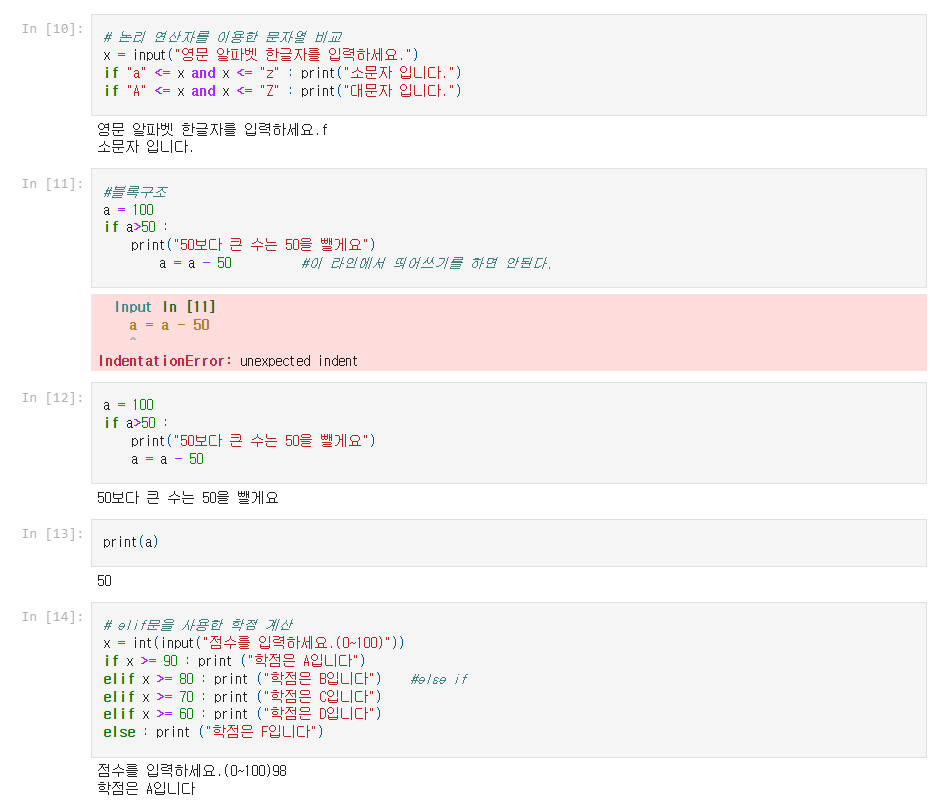 In [10]:
# 논리 연산자를 이용한 문자열 비교
x = input("영문 알파벳 한글자를 입력하세요.")
if "a" <= x and x <= "z" : print("소문자 입니다.")
if "A" <= x and x <= "Z" : print("대문자 입니다.")
영문 알파벳 한글자를 입력하세요.f
소문자 입니다.
In [11]:
#블록구조
a = 100
if a>50 :
    print("50보다 큰 수는 50을 뺄게요")
        a = a - 50          #이 라인에서 띄어쓰기를 하면 안된다.
Input In [11]
    a = a - 50
    ^
IndentationError: unexpected indent
In [12]:
a = 100
if a>50 :
    print("50보다 큰 수는 50을 뺄게요")
    a = a - 50
50보다 큰 수는 50을 뺄게요
In [13]:
print(a)
50
In [14]:
# elif문을 사용한 학점 계산
x = int(input("점수를 입력하세요.(0~100)"))
if x >= 90 : print ("학점은 A입니다")
elif x >= 80 : print ("학점은 B입니다")    #else if
elif x >= 70 : print ("학점은 C입니다")
elif x >= 60 : print ("학점은 D입니다")
else : print ("학점은 F입니다")
점수를 입력하세요.(0~100)98
학점은 A입니다